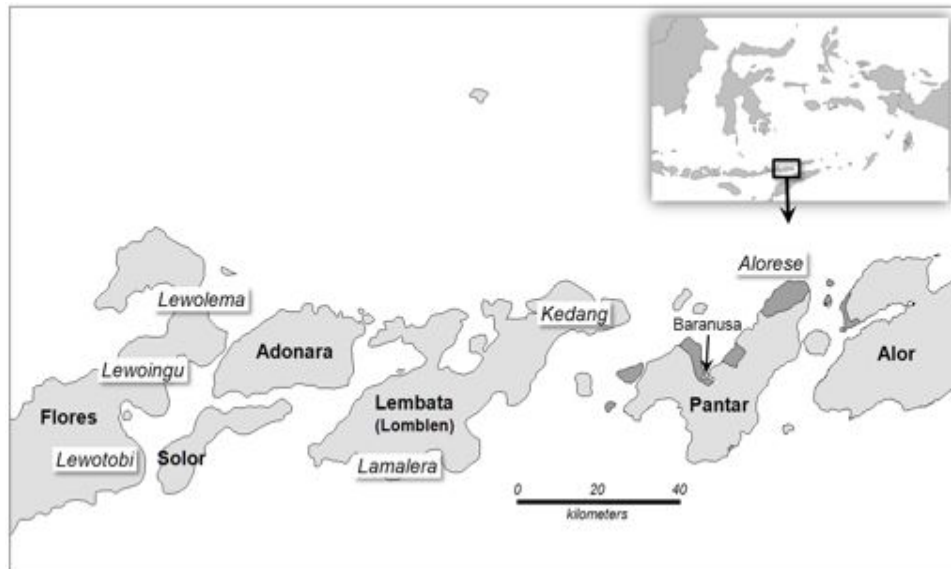 Alorese
Lewolema
Kedang
Baranusa
Adonara
Alor
Lewoingu
Lembata
(Lomblen)
Pantar
Flores
Lewotobi
Solor
Lamalera
0 20 40
kilometers